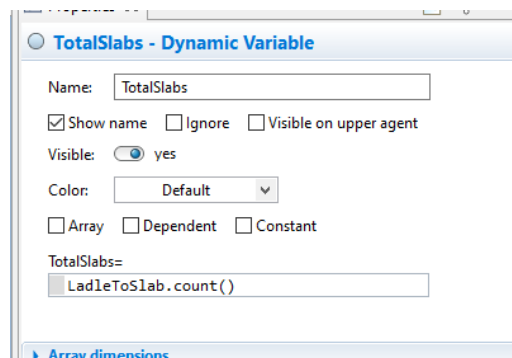 TotalSlabs - Dynamic Variable
Name: TotalSlabs
Show name Ignore Visible on upper agent
Visible: yes
Color: Default
Array Dependent Constant
TotalSlabs=
LadleToSlab.count()
Array dimensions